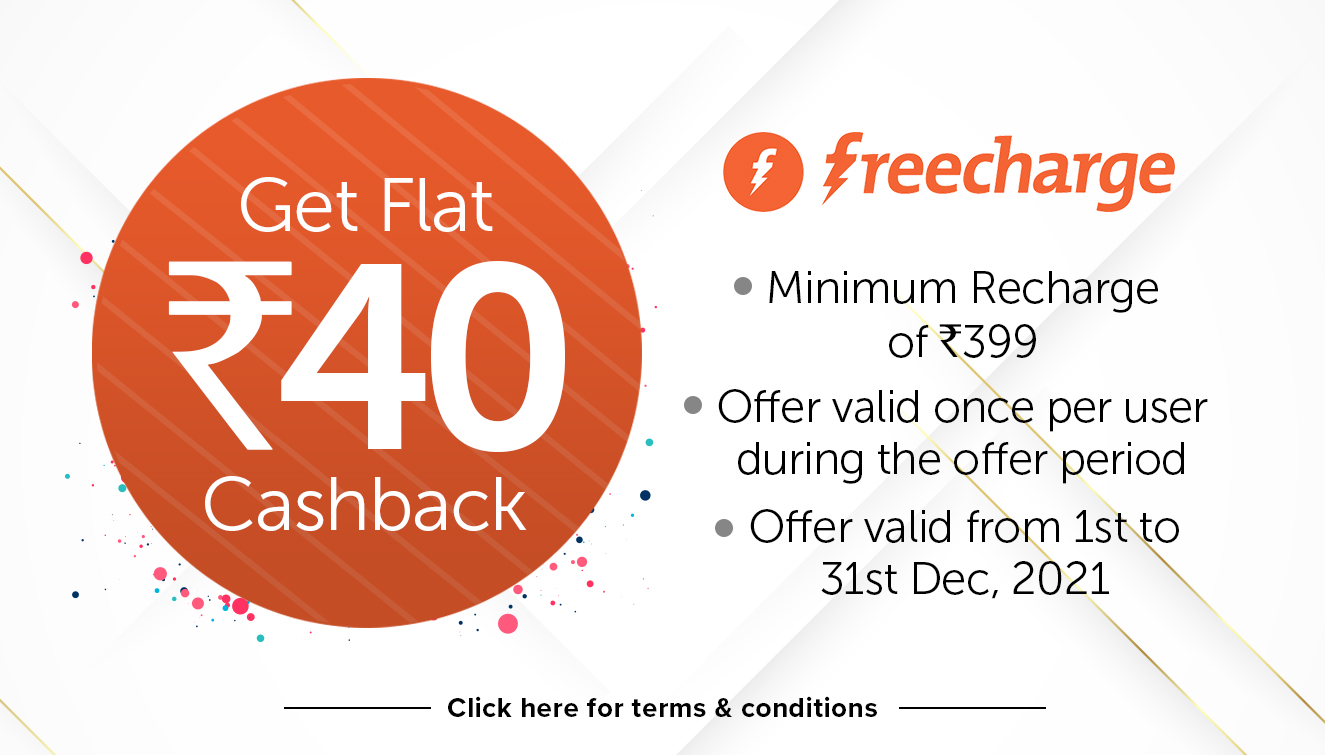 Get Flat
₹40
Cashback
freecharge
• Minimum Recharge
of ₹399
• Offer valid once per user
during the offer period
• Offer valid from 1st to
31st Dec, 2021
Click here for terms & conditions